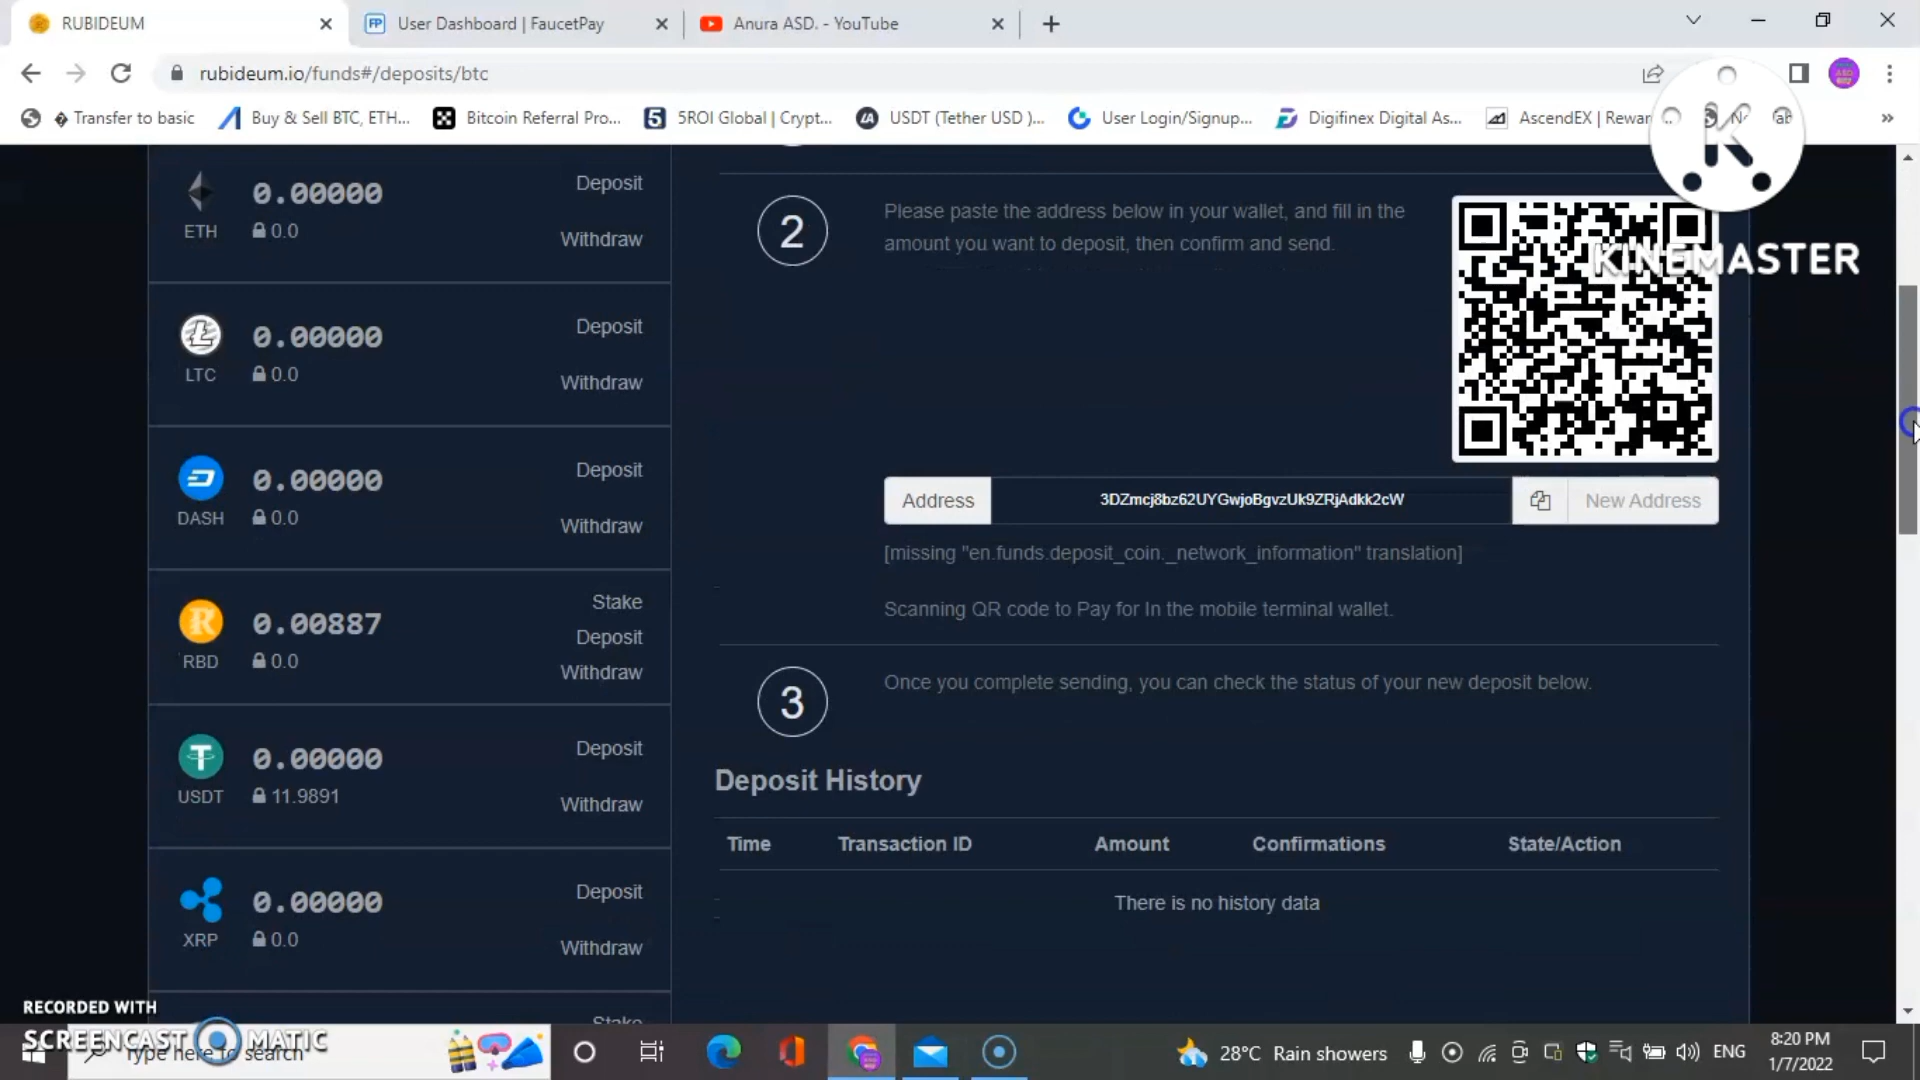 RUBIDEUM
User Dashboard | FaucetPay
Anura ASD. - YouTube
rubideum.io/funds#/deposits/btc
Transfer to basic
Buy & Sell BTC, ETH...
Bitcoin Referral Pro...
5ROI Global | Crypt...
USDT (Tether USD )...
User Login/Signup...
Digifinex Digital As...
AscendEX | Rewar
K
KINEMASTER
ETH
0.00000
0.0
Deposit
Withdraw
LTC
0.00000
0.0
Deposit
Withdraw
DASH
0.00000
0.0
Deposit
Withdraw
RBD
0.00887
0.0
Stake
Deposit
Withdraw
USDT
0.00000
11.9891
Deposit
Withdraw
XRP
0.00000
0.0
Deposit
Withdraw
Stake
2
Please paste the address below in your wallet, and fill in the
amount you want to deposit, then confirm and send.
Address
3DZmcj8bz62UYGwjoBgvzUk9ZRjAdkk2cW
New Address
[missing "en.funds.deposit_coin._network_information" translation]
Scanning QR code to Pay for In the mobile terminal wallet.
3
Once you complete sending, you can check the status of your new deposit below.
Deposit History
Time Transaction ID Amount Confirmations State/Action
There is no history data
RECORDED WITH
SCREENCAST MATIC
Type here to search
28°C Rain showers
ENG
8:20 PM
1/7/2022